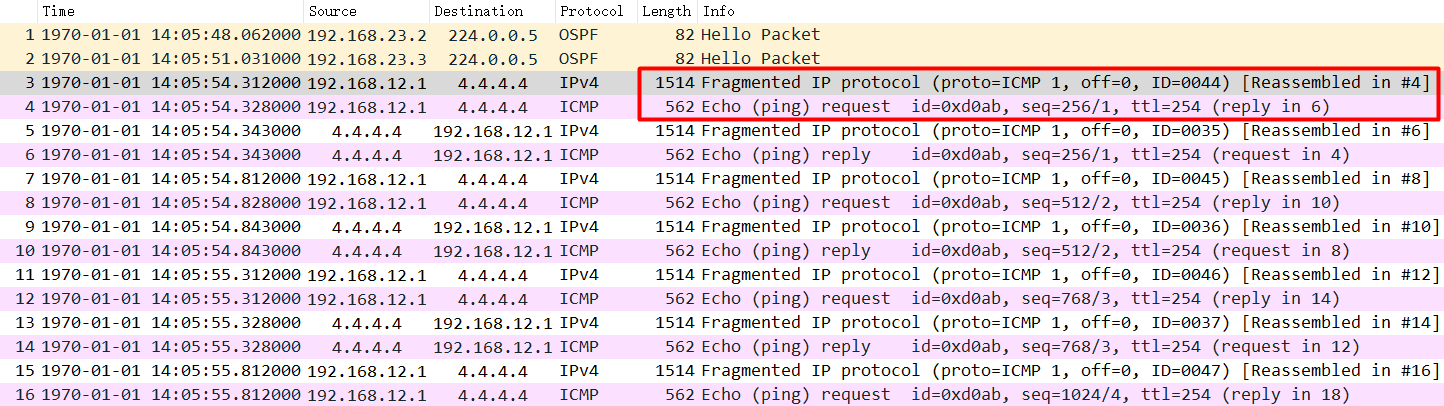 Time Source Destination Protocol Length Info
1 1970-01-01 14:05:48.062000 192.168.23.2 224.0.0.5 OSPF 82 Hello Packet
2 1970-01-01 14:05:51.031000 192.168.23.3 224.0.0.5 OSPF 82 Hello Packet
3 1970-01-01 14:05:54.312000 192.168.12.1 4.4.4.4 IPv4 1514 Fragmented IP protocol (proto=ICMP 1, off=0, ID=0044) [Reassembled in #4]
4 1970-01-01 14:05:54.328000 192.168.12.1 4.4.4.4 ICMP 562 Echo (ping) request id=0xd0ab, seq=256/1, ttl=254 (reply in 6)
5 1970-01-01 14:05:54.343000 4.4.4.4 192.168.12.1 IPv4 1514 Fragmented IP protocol (proto=ICMP 1, off=0, ID=0035) [Reassembled in #6]
6 1970-01-01 14:05:54.343000 4.4.4.4 192.168.12.1 ICMP 562 Echo (ping) reply id=0xd0ab, seq=256/1, ttl=254 (request in 4)
7 1970-01-01 14:05:54.812000 192.168.12.1 4.4.4.4 IPv4 1514 Fragmented IP protocol (proto=ICMP 1, off=0, ID=0045) [Reassembled in #8]
8 1970-01-01 14:05:54.828000 192.168.12.1 4.4.4.4 ICMP 562 Echo (ping) request id=0xd0ab, seq=512/2, ttl=254 (reply in 10)
9 1970-01-01 14:05:54.843000 4.4.4.4 192.168.12.1 IPv4 1514 Fragmented IP protocol (proto=ICMP 1, off=0, ID=0036) [Reassembled in #10]
10 1970-01-01 14:05:54.843000 4.4.4.4 192.168.12.1 ICMP 562 Echo (ping) reply id=0xd0ab, seq=512/2, ttl=254 (request in 8)
11 1970-01-01 14:05:55.312000 192.168.12.1 4.4.4.4 IPv4 1514 Fragmented IP protocol (proto=ICMP 1, off=0, ID=0046) [Reassembled in #12]
12 1970-01-01 14:05:55.312000 192.168.12.1 4.4.4.4 ICMP 562 Echo (ping) request id=0xd0ab, seq=768/3, ttl=254 (reply in 14)
13 1970-01-01 14:05:55.328000 4.4.4.4 192.168.12.1 IPv4 1514 Fragmented IP protocol (proto=ICMP 1, off=0, ID=0037) [Reassembled in #14]
14 1970-01-01 14:05:55.328000 4.4.4.4 192.168.12.1 ICMP 562 Echo (ping) reply id=0xd0ab, seq=768/3, ttl=254 (request in 12)
15 1970-01-01 14:05:55.812000 192.168.12.1 4.4.4.4 IPv4 1514 Fragmented IP protocol (proto=ICMP 1, off=0, ID=0047) [Reassembled in #16]
16 1970-01-01 14:05:55.812000 192.168.12.1 4.4.4.4 ICMP 562 Echo (ping) request id=0xd0ab, seq=1024/4, ttl=254 (reply in 18)